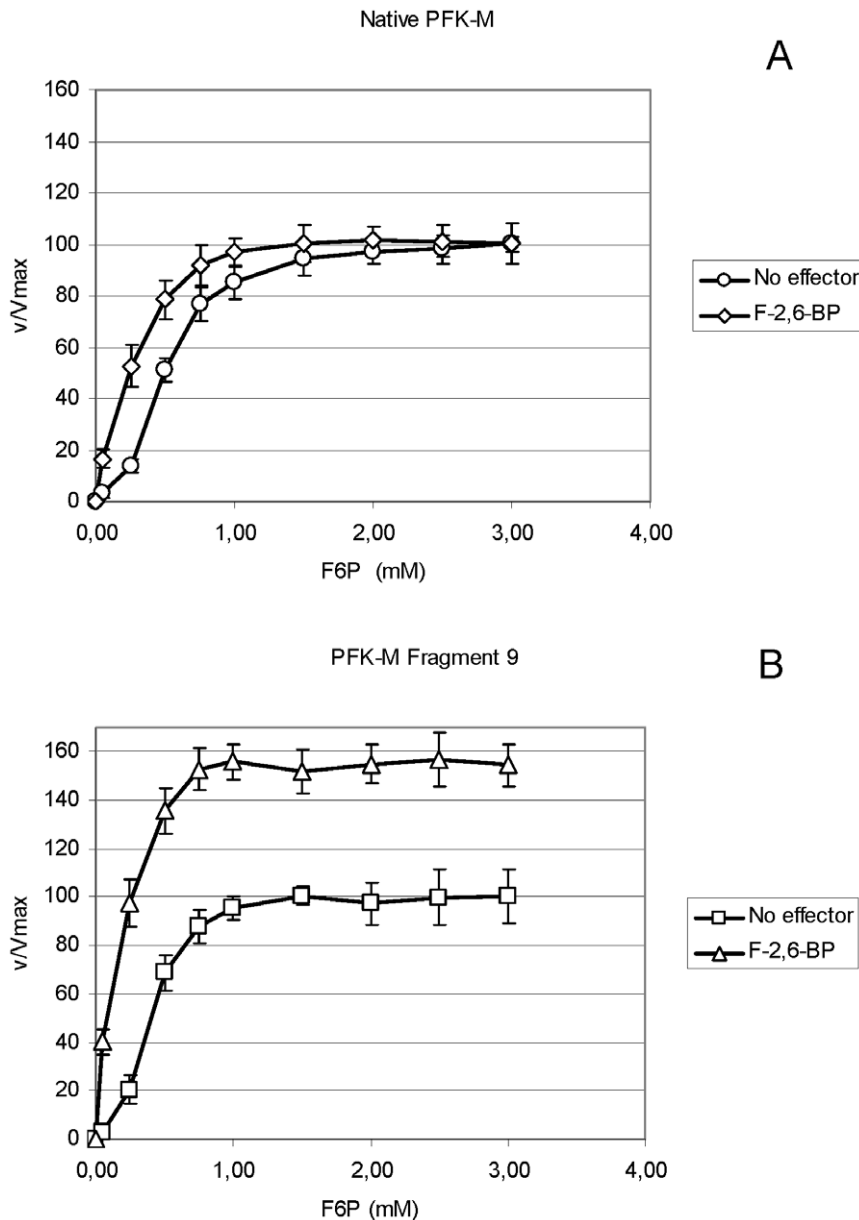 Native PFK-M
A
v/Vmax
160
140
120
100
80
60
40
20
0
0,00 1,00 2,00 3,00 4,00
F6P (mM)
No effector
F-2,6-BP
PFK-M Fragment 9
B
v/Vmax
160
140
120
100
80
60
40
20
0
0,00 1,00 2,00 3,00 4,00
F6P (mM)
No effector
F-2,6-BP